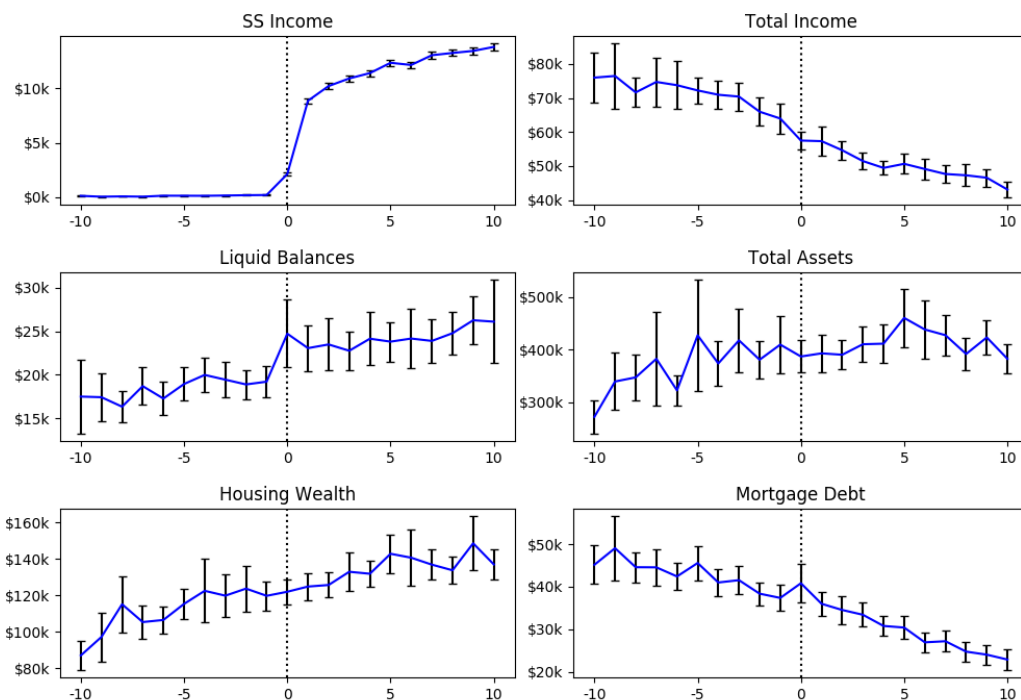 SS Income
$10k
$5k
$0k
-10 -5 0 5 10
Total Income
$80k
$70k
$60k
$50k
$40k
-10 -5 0 5 10
Liquid Balances
$30k
$25k
$20k
$15k
-10 -5 0 5 10
Total Assets
$500k
$400k
$300k
-10 -5 0 5 10
Housing Wealth
$160k
$140k
$120k
$100k
$80k
-10 -5 0 5 10
Mortgage Debt
$50k
$40k
$30k
$20k
-10 -5 0 5 10